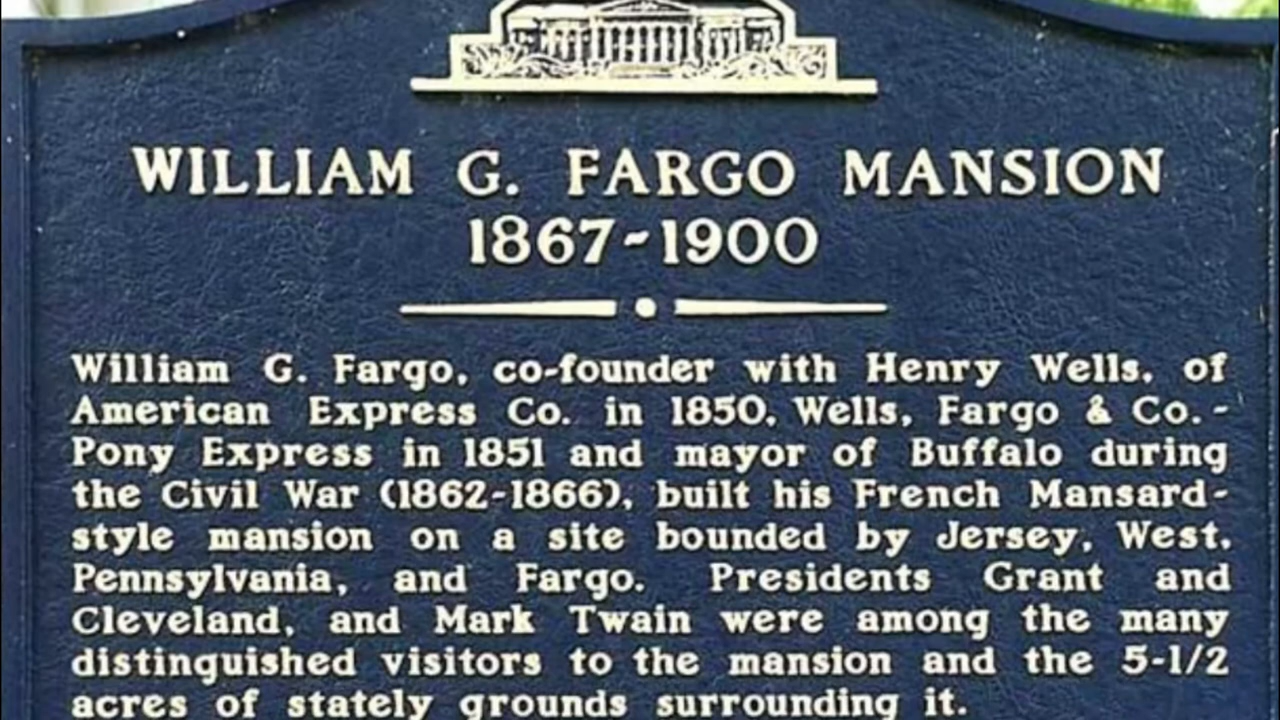 WILLIAM G. FARGO MANSION
1867-1900
William G. Fargo, co-founder with Henry Wells, of
American Express Co. in 1850, Wells, Fargo & Co. -
Pony Express in 1851 and mayor of Buffalo during
the Civil War (1862-1866), built his French Mansard-
style mansion on a site bounded by Jersey, West,
Pennsylvania, and Fargo. Presidents Grant and
Cleveland, and Mark Twain were among the many
distinguished visitors to the mansion and the 5-1/2
acres of stately grounds surrounding it.